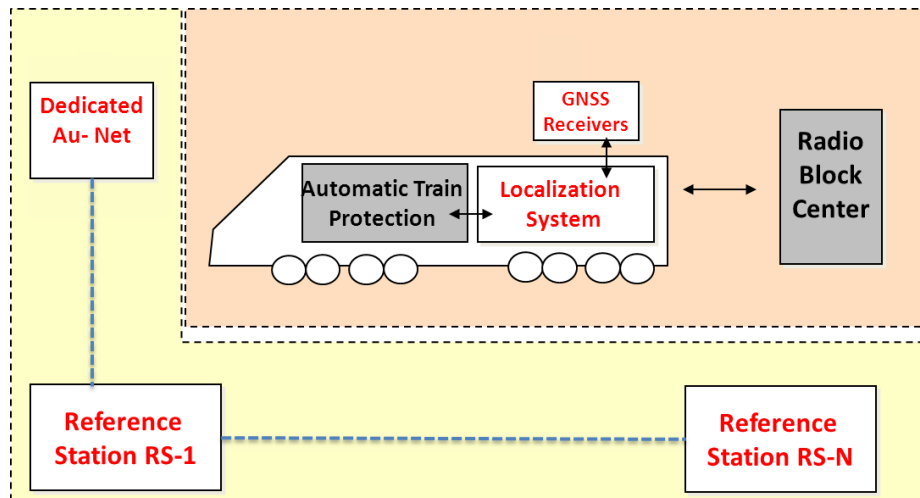 Dedicated
Au- Net
GNSS
Receivers
Automatic Train
Protection
Localization
System
Radio
Block
Center
Reference
Station RS-1
Reference
Station RS-N